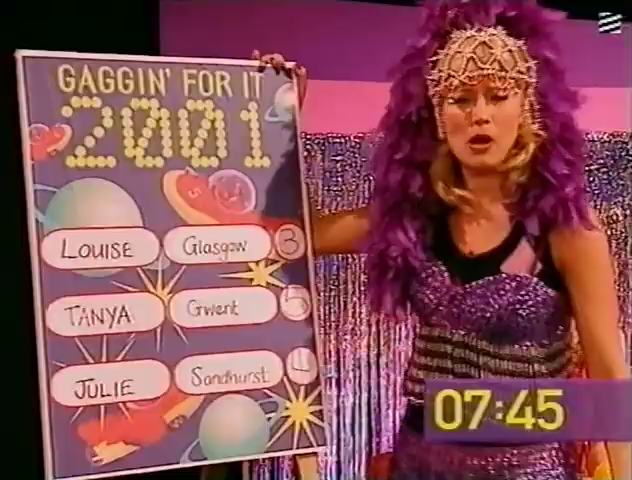 GAGGIN' FOR IT
2001
LOUISE Glasgow 3
TANYA Gwent 5
JULIE Sandhurst 4
07:45